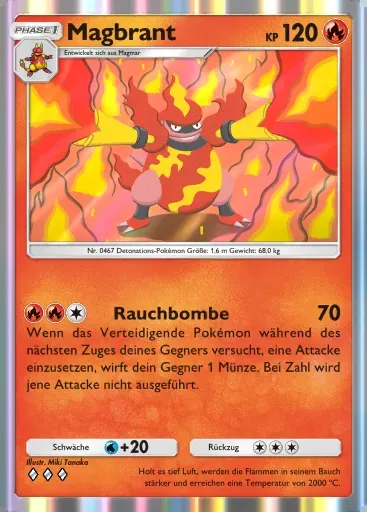 PHASE 1 Magbrant KP 120
Entwickelt sich aus Magmar
Nr. 0467 Detonations-Pokémon Größe: 1,6 m Gewicht: 68,0 kg
Rauchbombe 70
Wenn das Verteidigende Pokémon während des
nächsten Zuges deines Gegners versucht, eine Attacke
einzusetzen, wirft dein Gegner 1 Münze. Bei Zahl wird
jene Attacke nicht ausgeführt.
Schwäche +20 Rückzug
Illustr. Miki Tanaka
Holt es tief Luft, werden die Flammen in seinem Bauch
stärker und erreichen eine Temperatur von 2000 °C.